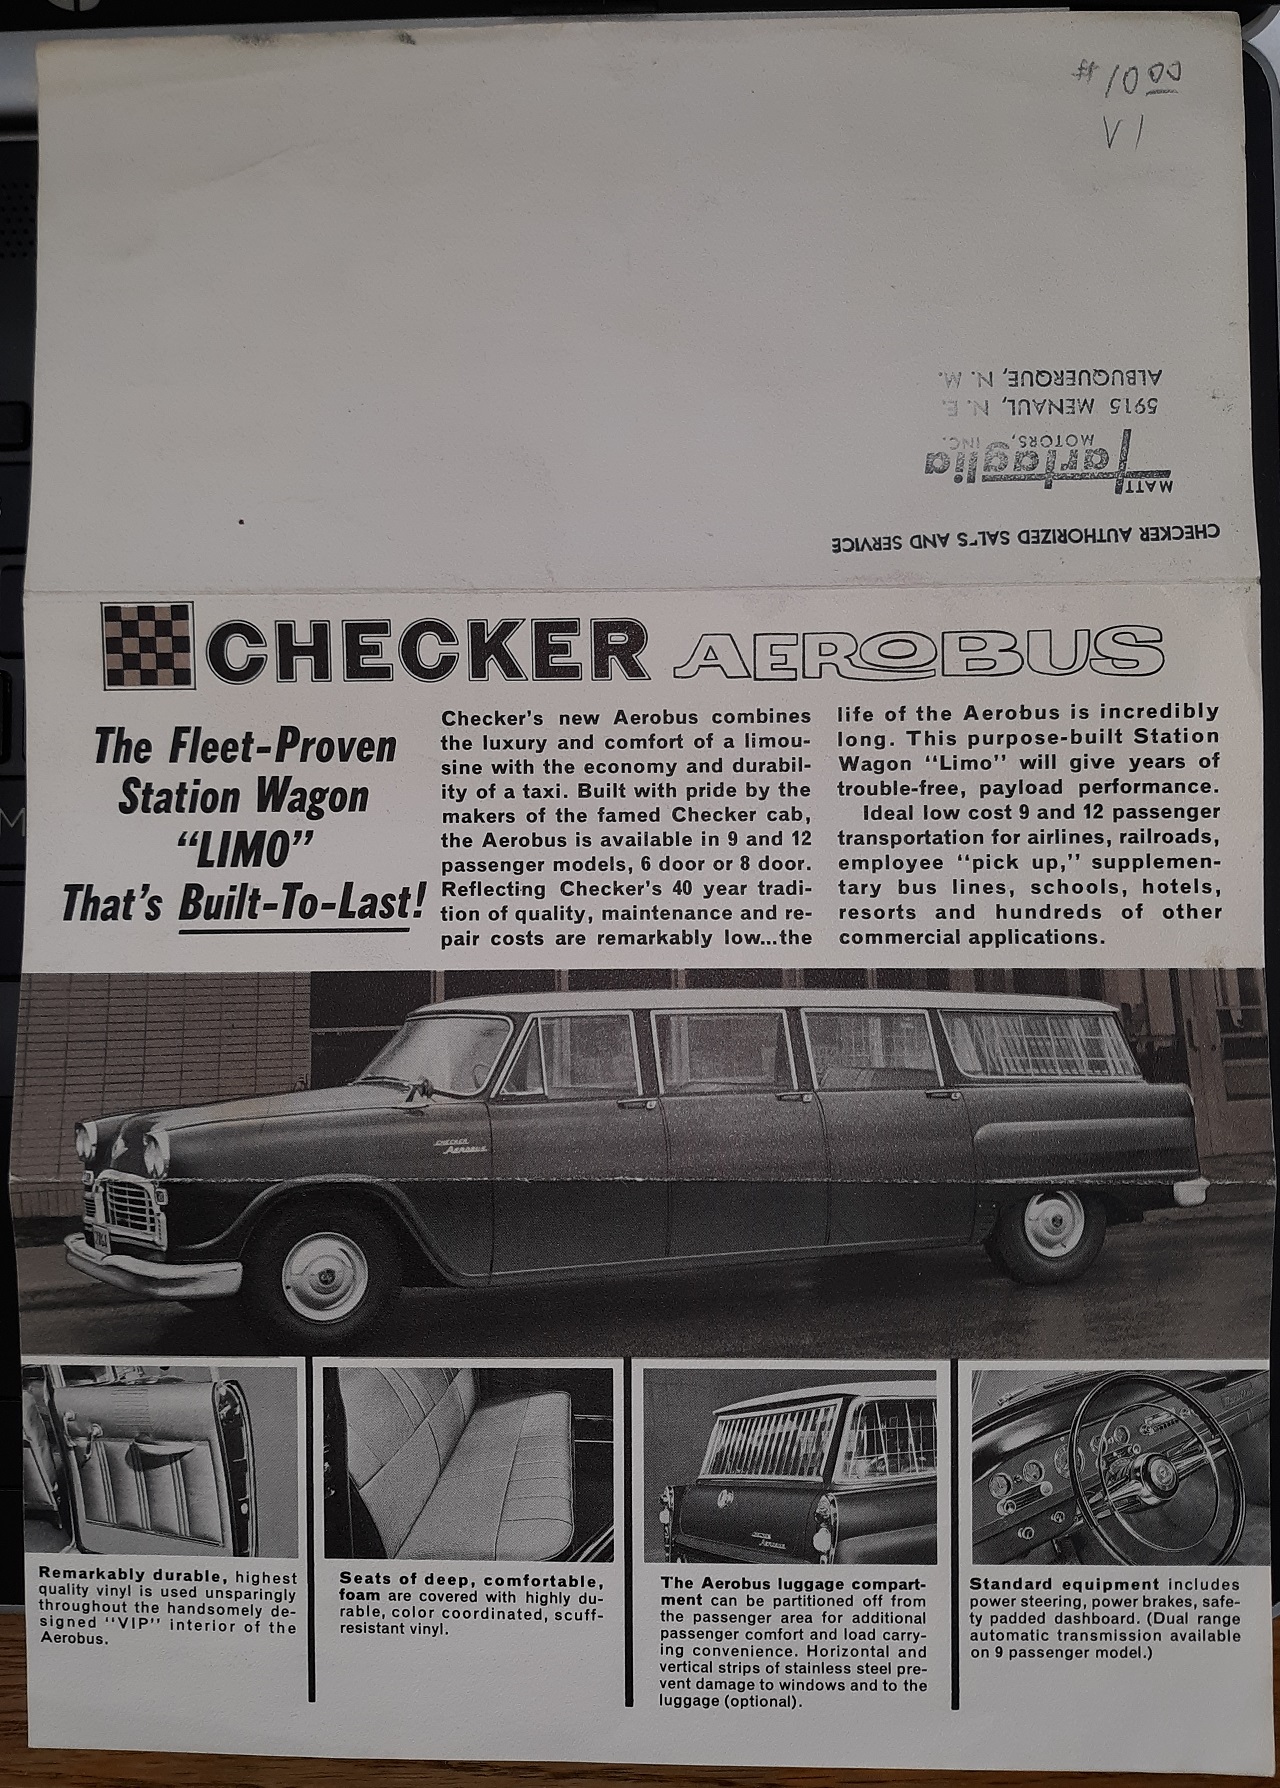 #10 00
V1
CHECKER AUTHORIZED SAL'S AND SERVICE
MATT
Tartaglia
MOTORS, INC.
5915 MENAUL, N. E.
ALBUQUERQUE, N. M.
CHECKER AEROBUS
The Fleet-Proven
Station Wagon
“LIMO”
That's Built-To-Last!
Checker's new Aerobus combines
the luxury and comfort of a limou-
sine with the economy and durabil-
ity of a taxi. Built with pride by the
makers of the famed Checker cab,
the Aerobus is available in 9 and 12
passenger models, 6 door or 8 door.
Reflecting Checker's 40 year tradi-
tion of quality, maintenance and re-
pair costs are remarkably low...the
life of the Aerobus is incredibly
long. This purpose-built Station
Wagon “Limo” will give years of
trouble-free, payload performance.
Ideal low cost 9 and 12 passenger
transportation for airlines, railroads,
employee “pick up,” supplemen-
tary bus lines, schools, hotels,
resorts and hundreds of other
commercial applications.
CHECKER
Aerobus
Remarkably durable, highest
quality vinyl is used unsparingly
throughout the handsomely de-
signed “VIP” interior of the
Aerobus.
Seats of deep, comfortable,
foam are covered with highly du-
rable, color coordinated, scuff-
resistant vinyl.
The Aerobus luggage compart-
ment can be partitioned off from
the passenger area for additional
passenger comfort and load carry-
ing convenience. Horizontal and
vertical strips of stainless steel pre-
vent damage to windows and to the
luggage (optional).
Standard equipment includes
power steering, power brakes, safe-
ty padded dashboard. (Dual range
automatic transmission available
on 9 passenger model.)